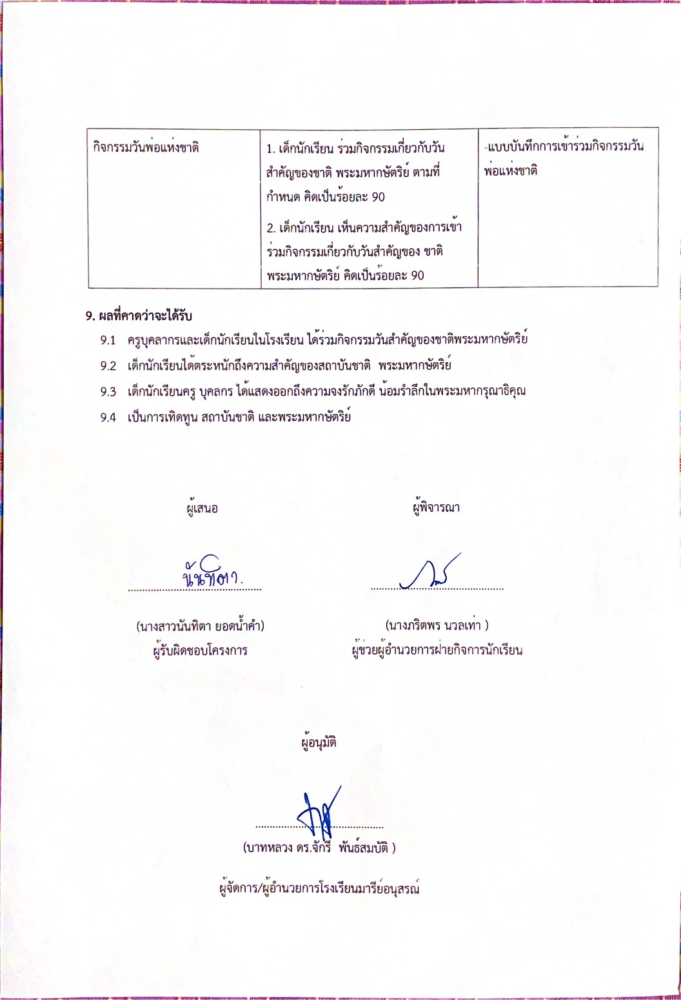 กิจกรรมวันพ่อแห่งชาติ
1. เด็กนักเรียน ร่วมกิจกรรมเกี่ยวกับวัน
สำคัญของชาติ พระมหากษัตริย์ ตามที่
กำหนด คิดเป็นร้อยละ 90
2. เด็กนักเรียน เห็นความสำคัญของการเข้า
ร่วมกิจกรรมเกี่ยวกับวันสำคัญของ ชาติ
พระมหากษัตริย์ คิดเป็นร้อยละ 90
-แบบบันทึกการเข้าร่วมกิจกรรมวัน
พ่อแห่งชาติ
9. ผลที่คาดว่าจะได้รับ
9.1 ครูบุคลากรและเด็กนักเรียนในโรงเรียน ได้ร่วมกิจกรรมวันสำคัญของชาติพระมหากษัตริย์
9.2 เด็กนักเรียนได้ตระหนักถึงความสำคัญของสถาบันชาติ พระมหากษัตริย์
9.3 เด็กนักเรียนครู บุคลกร ได้แสดงออกถึงความจงรักภักดี น้อมรำลึกในพระมหากรุณาธิคุณ
9.4 เป็นการเทิดทูน สถาบันชาติ และพระมหากษัตริย์
ผู้เสนอ
ผู้พิจารณา
นันทิตา.
(นางสาวนันทิตา ยอดน้ำคำ)
(นางภริตพร นวลเท่า )
ผู้รับผิดชอบโครงการ
ผู้ช่วยผู้อำนวยการฝ่ายกิจการนักเรียน
ผู้อนุมัติ
(บาทหลวง ดร.จักรี พันธ์สมบัติ )
ผู้จัดการ/ผู้อำนวยการโรงเรียนมารีย์อนุสรณ์